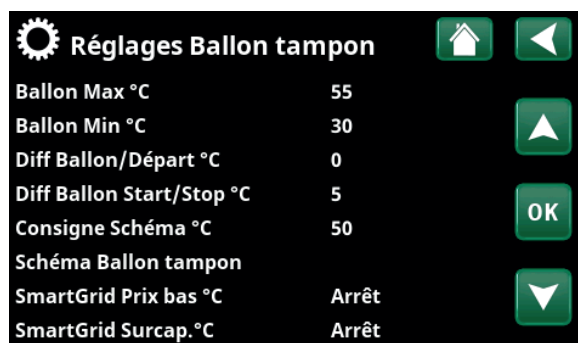 Réglages Ballon tampon
Ballon Max °C 55
Ballon Min °C 30
Diff Ballon/Départ °C 0
Diff Ballon Start/Stop °C 5
Consigne Schéma °C 50
OK
Schéma Ballon tampon
SmartGrid Prix bas °C Arrêt
SmartGrid Surcap.°C Arrêt